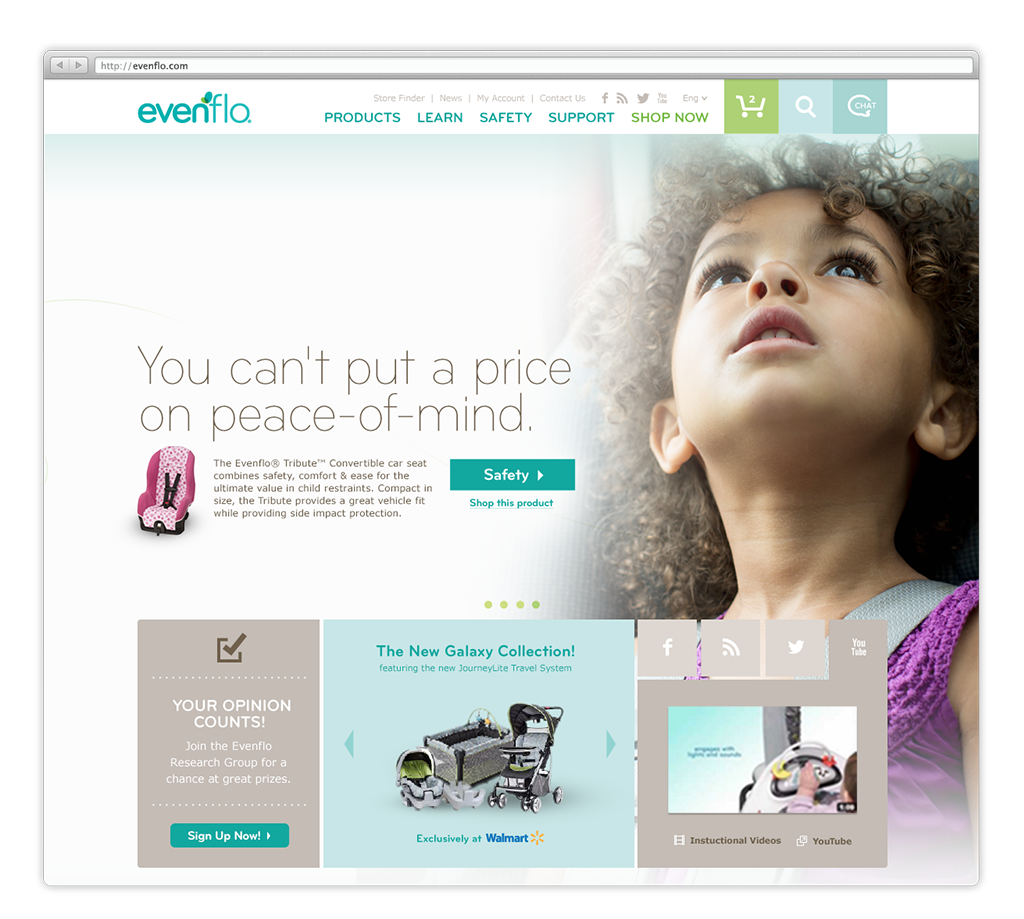 http://evenflo.com
evenflo®
Store Finder | News | My Account | Contact Us
You Tube
Eng
2
CHAT
PRODUCTS LEARN SAFETY SUPPORT SHOP NOW
You can't put a price
on peace-of-mind.
The Evenflo® Tribute™ Convertible car seat
combines safety, comfort & ease for the
ultimate value in child restraints. Compact in
size, the Tribute provides a great vehicle fit
while providing side impact protection.
Safety
Shop this product
YOUR OPINION
COUNTS!
Join the Evenflo
Research Group for a
chance at great prizes.
Sign Up Now!
The New Galaxy Collection!
featuring the new JourneyLite Travel System
Exclusively at Walmart
You
Tube
engages with
lights and sounds
Instuctional Videos
YouTube